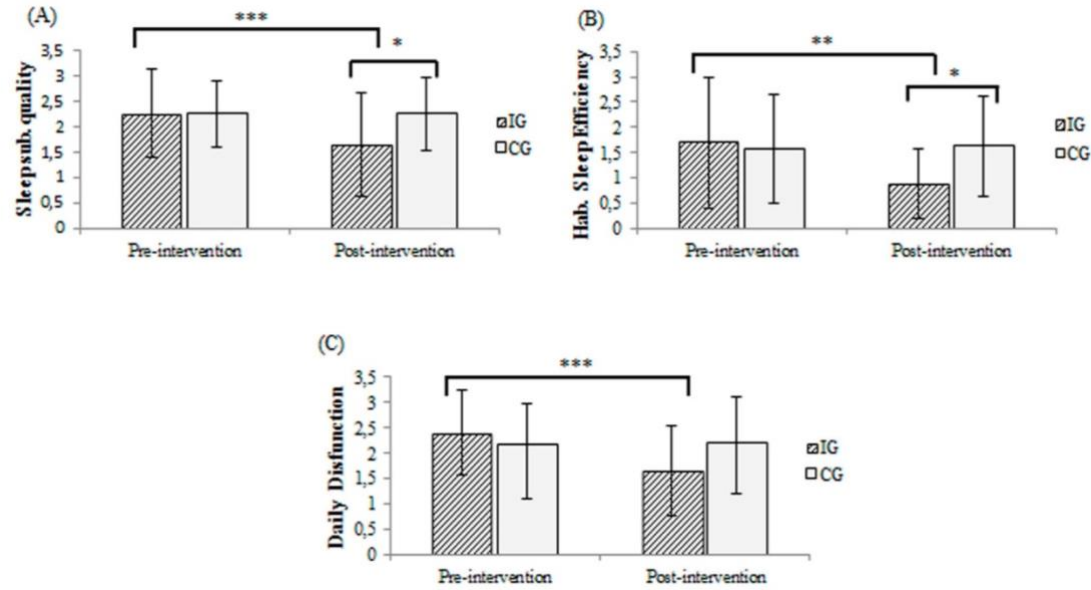 (A)
***
*
3,5
3
2,5
2
1,5
1
0,5
0
Sleep sub. quality
Pre-intervention
Post-intervention
IG
CG
(B)
**
*
3,5
3
2,5
2
1,5
1
0,5
0
Hab. Sleep Efficiency
Pre-intervention
Post-intervention
IG
CG
(C)
***
3,5
3
2,5
2
1,5
1
0,5
0
Daily Disfunction
Pre-intervention
Post-intervention
IG
CG